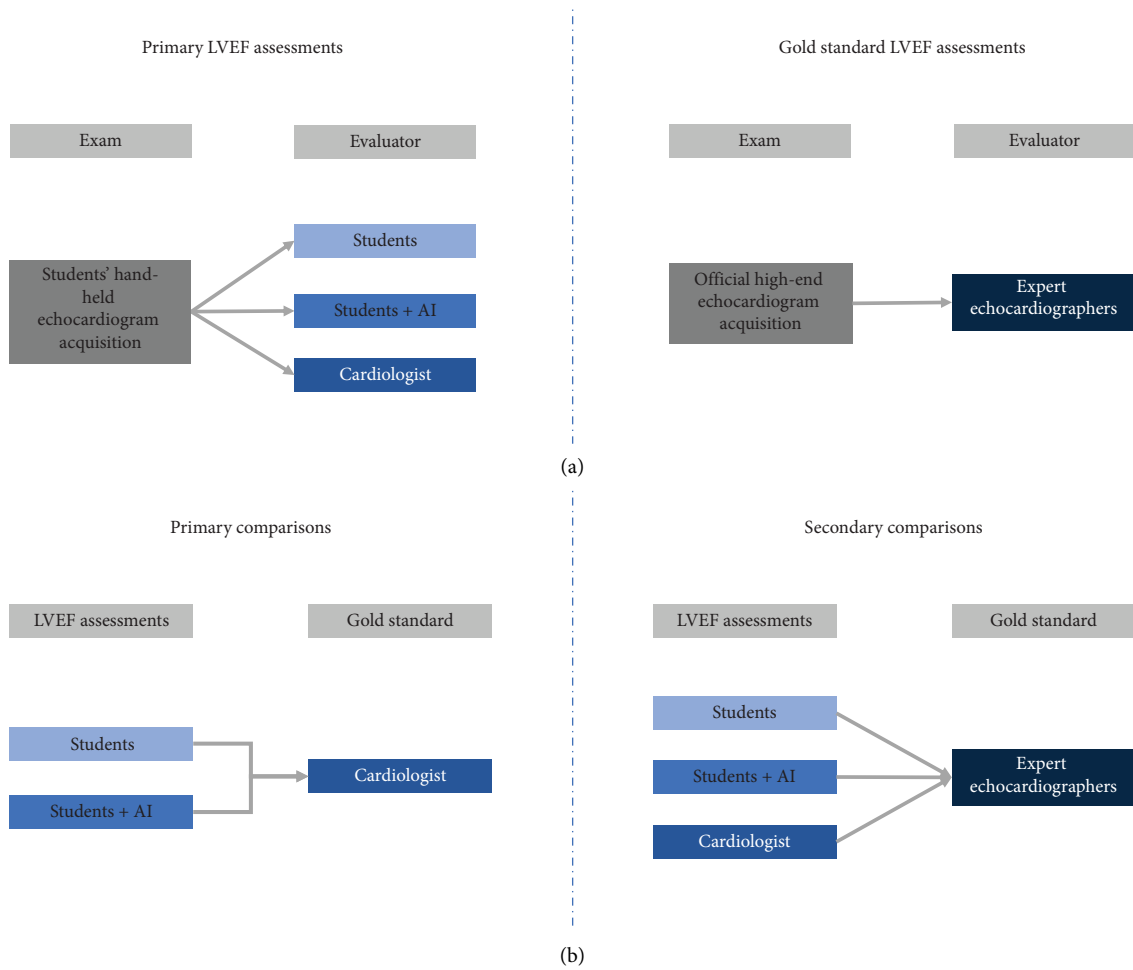 Primary LVEF assessments
Gold standard LVEF assessments
Exam
Evaluator
Exam
Evaluator
Students' hand-
held
echocardiogram
acquisition
Students
Students + AI
Cardiologist
Official high-end
echocardiogram
acquisition
Expert
echocardiographers
(a)
Primary comparisons
Secondary comparisons
LVEF assessments
Gold standard
LVEF assessments
Gold standard
Students
Students + AI
Cardiologist
Students
Students + AI
Cardiologist
Expert
echocardiographers
(b)